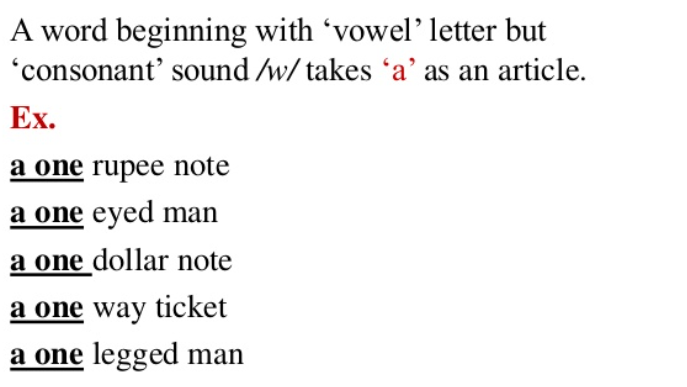 A word beginning with ‘vowel’ letter but
‘consonant’ sound /w/ takes ‘a’ as an article.
Ex.
a one rupee note
a one eyed man
a one dollar note
a one way ticket
a one legged man